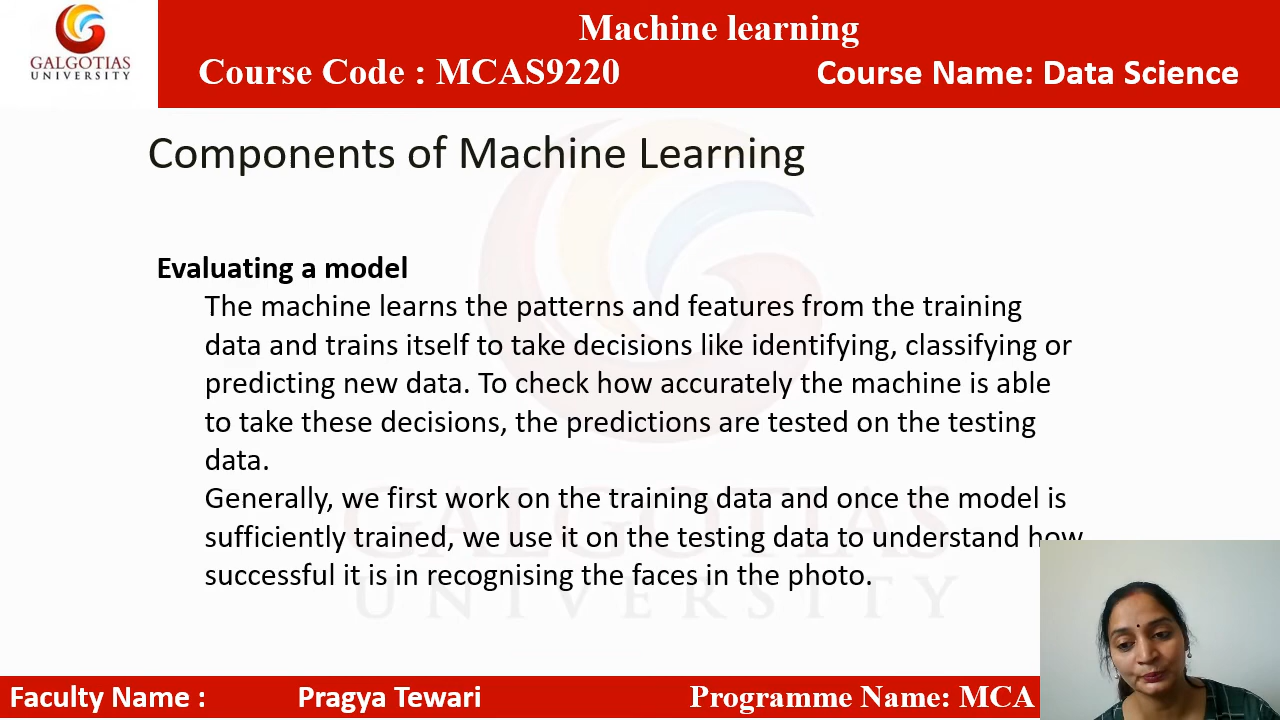 GALGOTIAS
UNIVERSITY
Machine learning
Course Code : MCAS9220
Course Name: Data Science
Components of Machine Learning
Evaluating a model
The machine learns the patterns and features from the training
data and trains itself to take decisions like identifying, classifying or
predicting new data. To check how accurately the machine is able
to take these decisions, the predictions are tested on the testing
data.
Generally, we first work on the training data and once the model is
sufficiently trained, we use it on the testing data to understand how
successful it is in recognising the faces in the photo.
GALGOTIAS
UNIVERSITY
Faculty Name :
Pragya Tewari
Programme Name: MCA